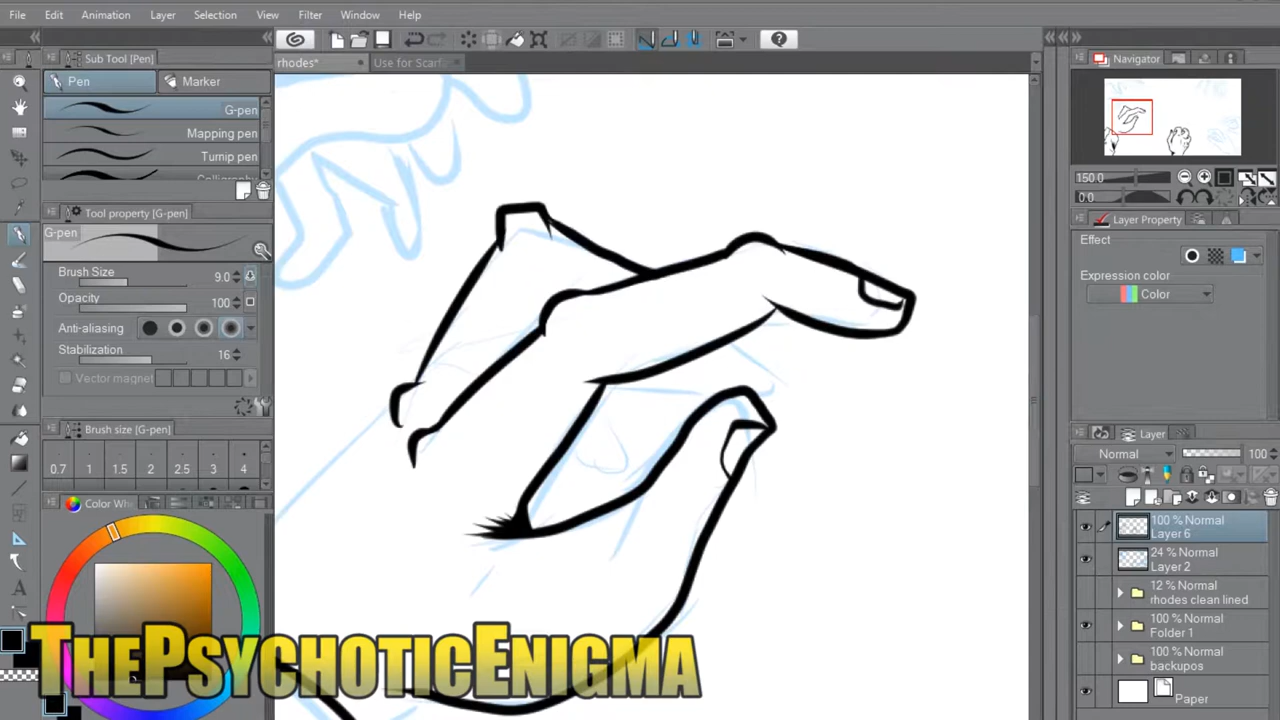 File Edit Animation Layer Selection View Filter Window Help
Sub Tool [Pen]
Pen Marker
G-pen
Mapping pen
Turnip pen
Tool property [G-pen]
G-pen
Brush Size 9.0
Opacity 100
Anti-aliasing
Stabilization 16
Vector magnet
Brush size [G-pen]
0.7 1 1.5 2 2.5 3 4
Color Whe
rhodes* Use for Scarfa
Navigator
150.0
0.0
Layer Property
Effect
Expression color
Color
Layer
Normal 100
100 % Normal
Layer 6
24 % Normal
Layer 2
12 % Normal
rhodes clean lined
100 % Normal
Folder 1
100 % Normal
backupos
Paper
THEPSYCHOTICENIGMA